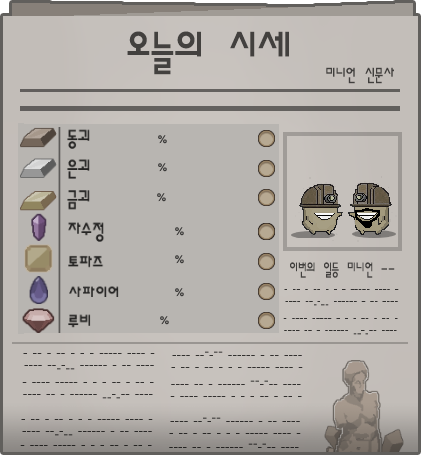 오늘의 시세
미니언 신문사
동괴 %
은괴 %
금괴 %
자수정 %
토파즈 %
사파이어 %
루비 %
이번의 일등 미니언 --